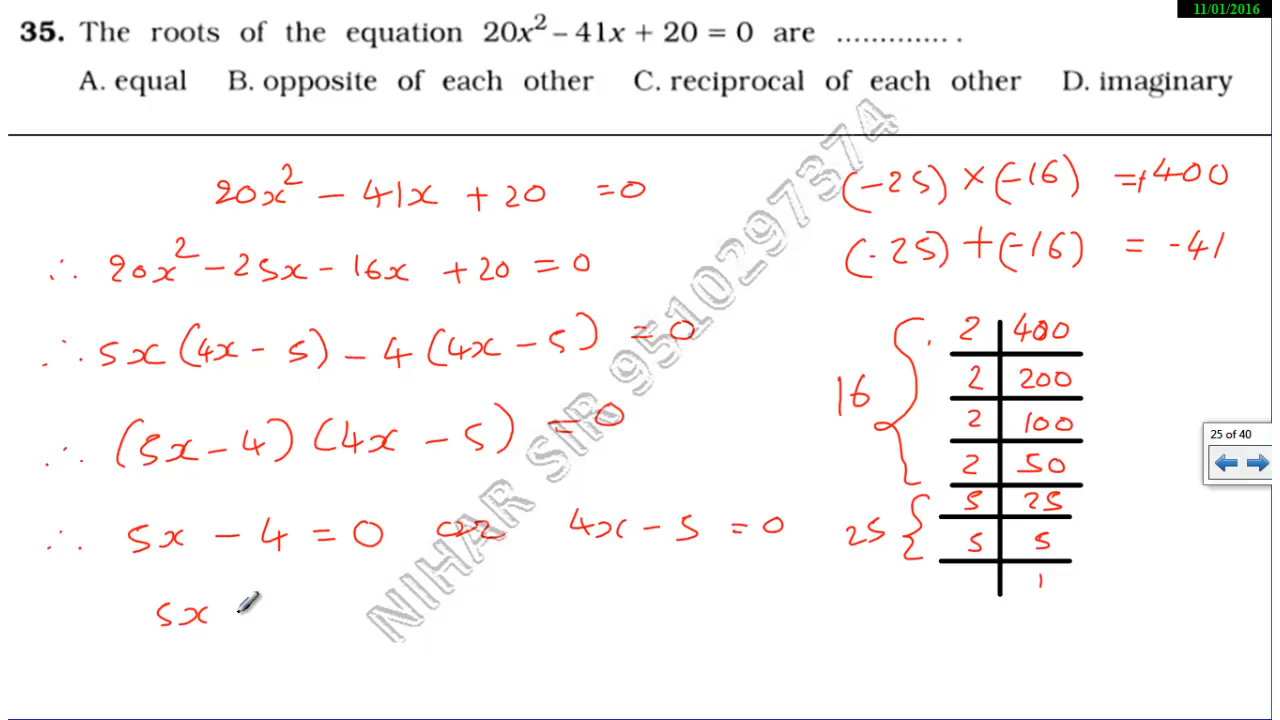 11/01/2016
35. The roots of the equation 20x² – 41x + 20 = 0 are ............. .
A. equal B. opposite of each other C. reciprocal of each other D. imaginary
20x² - 41x + 20 = 0
∴ 20x² - 25x - 16x + 20 = 0
∴ 5x (4x - 5) - 4 (4x - 5) = 0
∴ (5x - 4) (4x - 5) = 0
∴ 5x - 4 = 0 or 4x - 5 = 0
5x
(-25) × (-16) = +400
(-25) + (-16) = -41
2 400
2 200
16
2 100
2 50
5 25
25
5 5
1
25 of 40
NIHAR SIR 9510297374